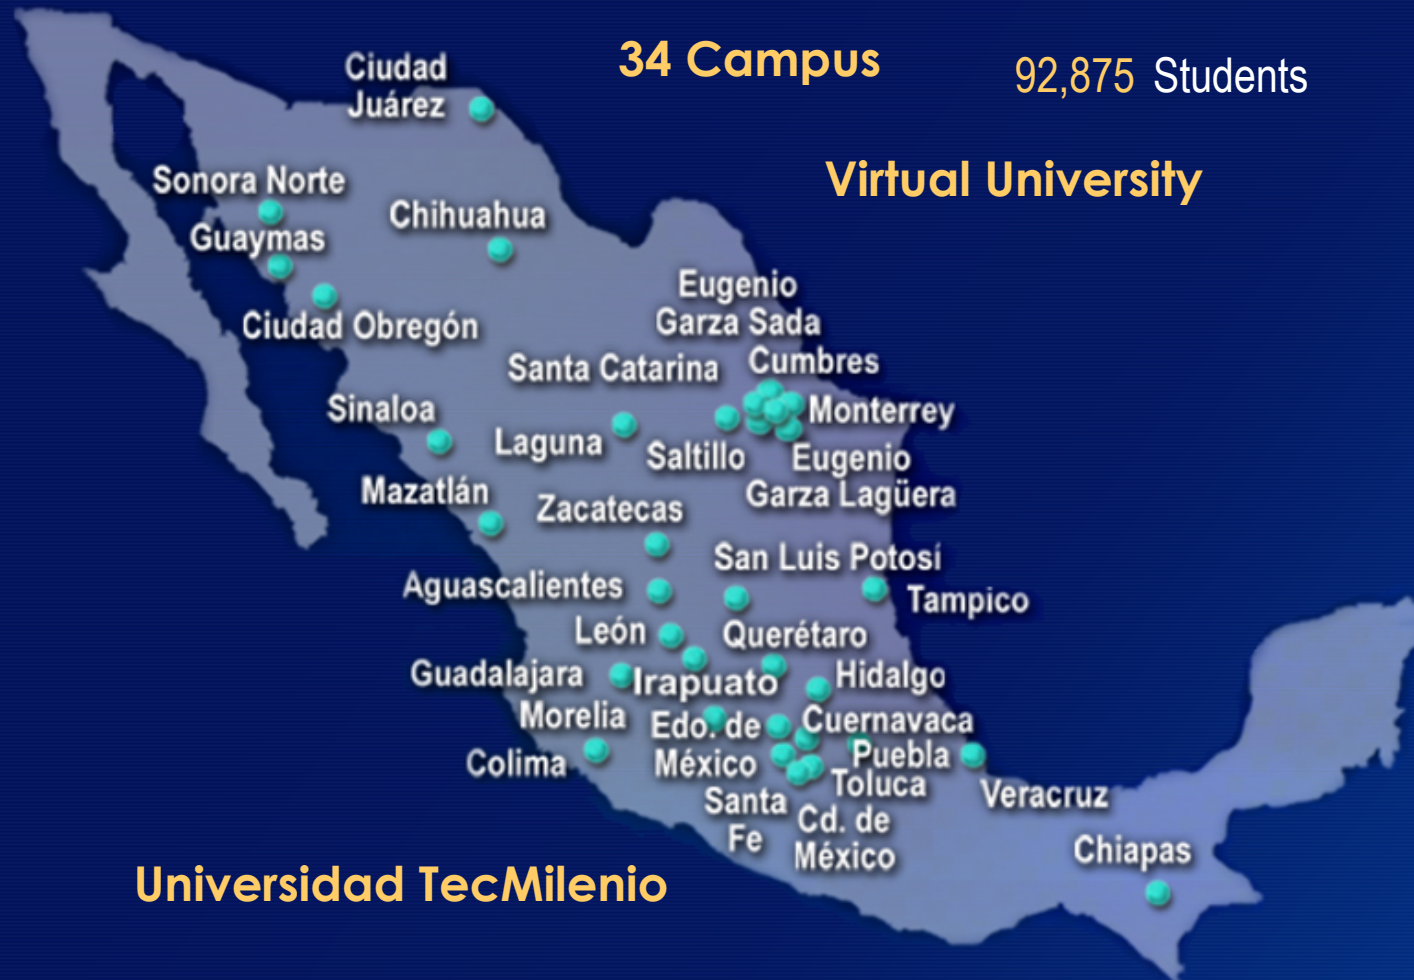 34 Campus
92,875 Students
Ciudad
Juárez
Virtual University
Sonora Norte
Chihuahua
Guaymas
Eugenio
Garza Sada
Ciudad Obregón
Cumbres
Santa Catarina
Sinaloa
Monterrey
Laguna
Saltillo
Eugenio
Garza Lagüera
Mazatlán
Zacatecas
San Luis Potosí
Aguascalientes
Tampico
León
Querétaro
Guadalajara
Irapuato
Hidalgo
Morelia
Edo. de
México
Cuernavaca
Puebla
Colima
Toluca
Veracruz
Santa
Fe
Cd. de
México
Chiapas
Universidad TecMilenio